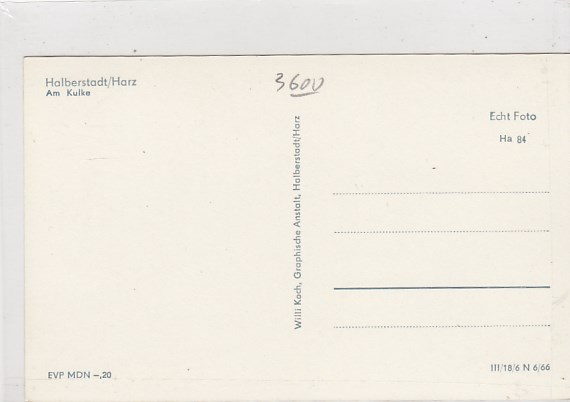 Halberstadt/Harz
Am Kulke
3600
Echt Foto
Ha 84
Willi Koch, Graphische Anstalt, Halberstadt/Harz
EVP MDN –,20
III/18/6 N 6/66